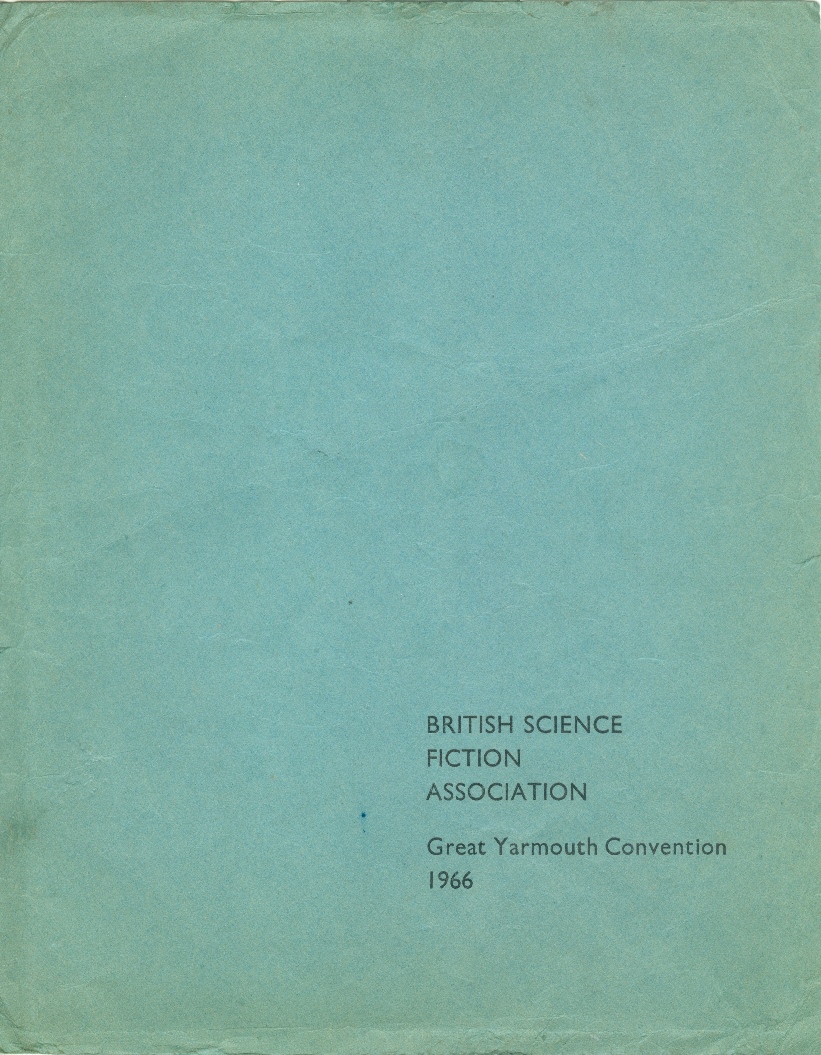 BRITISH SCIENCE
FICTION
ASSOCIATION
Great Yarmouth Convention
1966